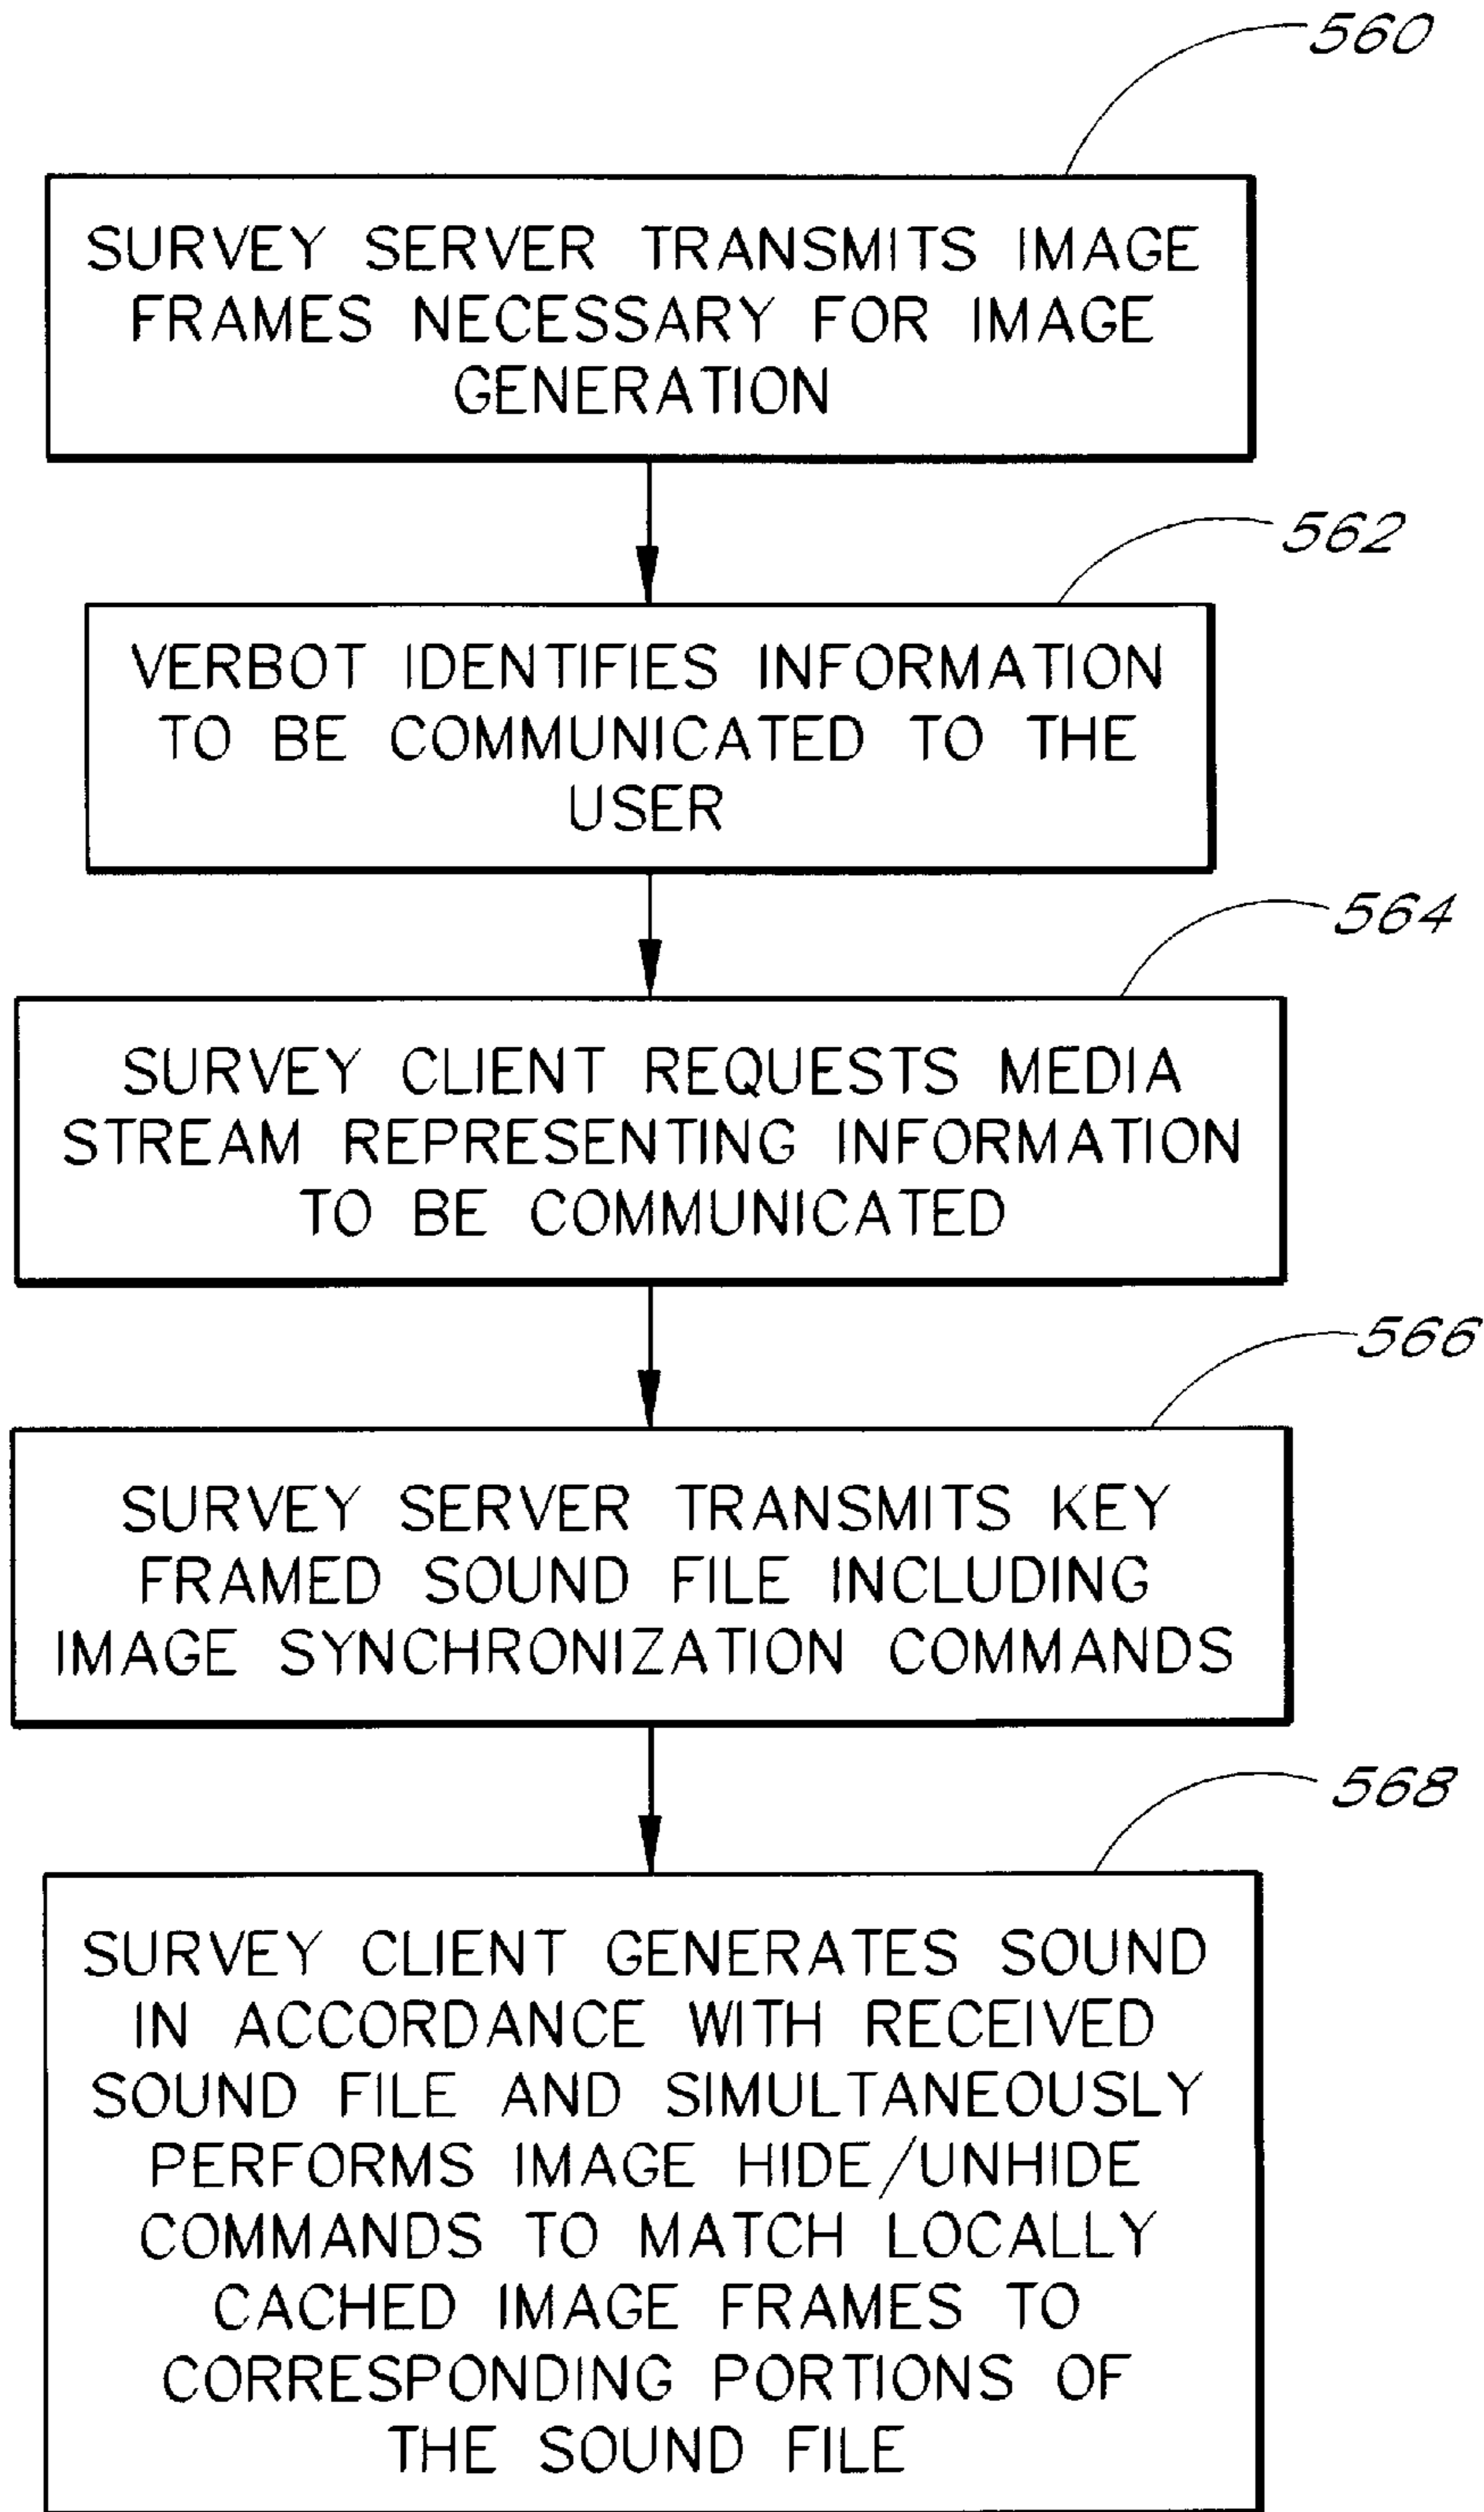 560
SURVEY SERVER TRANSMITS IMAGE
FRAMES NECESSARY FOR IMAGE
GENERATION
562
VERBOT IDENTIFIES INFORMATION
TO BE COMMUNICATED TO THE
USER
564
SURVEY CLIENT REQUESTS MEDIA
STREAM REPRESENTING INFORMATION
TO BE COMMUNICATED
566
SURVEY SERVER TRANSMITS KEY
FRAMED SOUND FILE INCLUDING
IMAGE SYNCHRONIZATION COMMANDS
568
SURVEY CLIENT GENERATES SOUND
IN ACCORDANCE WITH RECEIVED
SOUND FILE AND SIMULTANEOUSLY
PERFORMS IMAGE HIDE/UNHIDE
COMMANDS TO MATCH LOCALLY
CACHED IMAGE FRAMES TO
CORRESPONDING PORTIONS OF
THE SOUND FILE